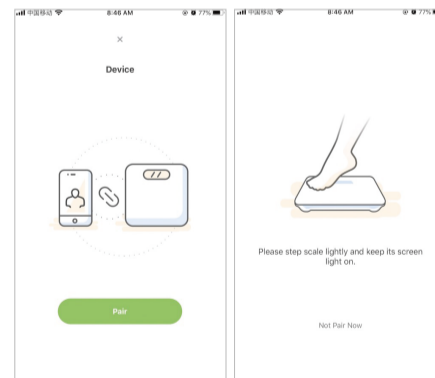 中国移动 8:46 AM 77%
×
Device
Pair
中国移动 8:46 AM 77%
Please step scale lightly and keep its screen
light on.
Not Pair Now